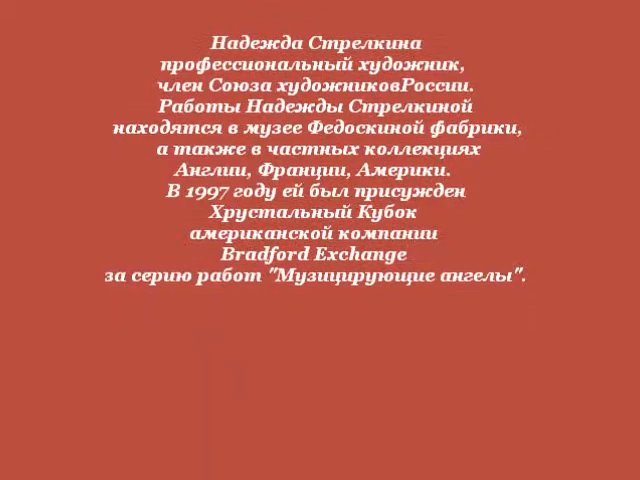 Надежда Стрелкина
профессиональный художник,
член Союза художниковРоссии.
Работы Надежды Стрелкиной
находятся в музее Федоскиной фабрики,
а также в частных коллекциях
Англии, Франции, Америки.
В 1997 году ей был присужден
Хрустальный Кубок
американской компании
Bradford Exchange
за серию работ "Музицирующие ангелы".